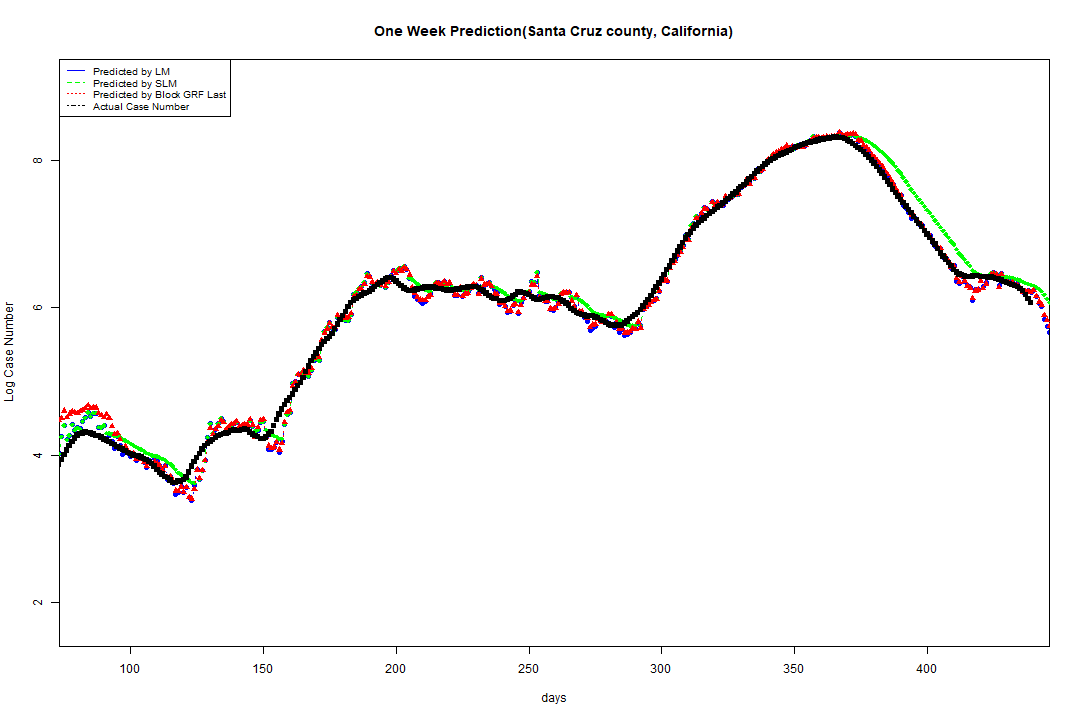 One Week Prediction(Santa Cruz county, California)
Predicted by LM
Predicted by SLM
Predicted by Block GRF Last
Actual Case Number
8
6
4
2
Log Case Number
100 150 200 250 300 350 400
days